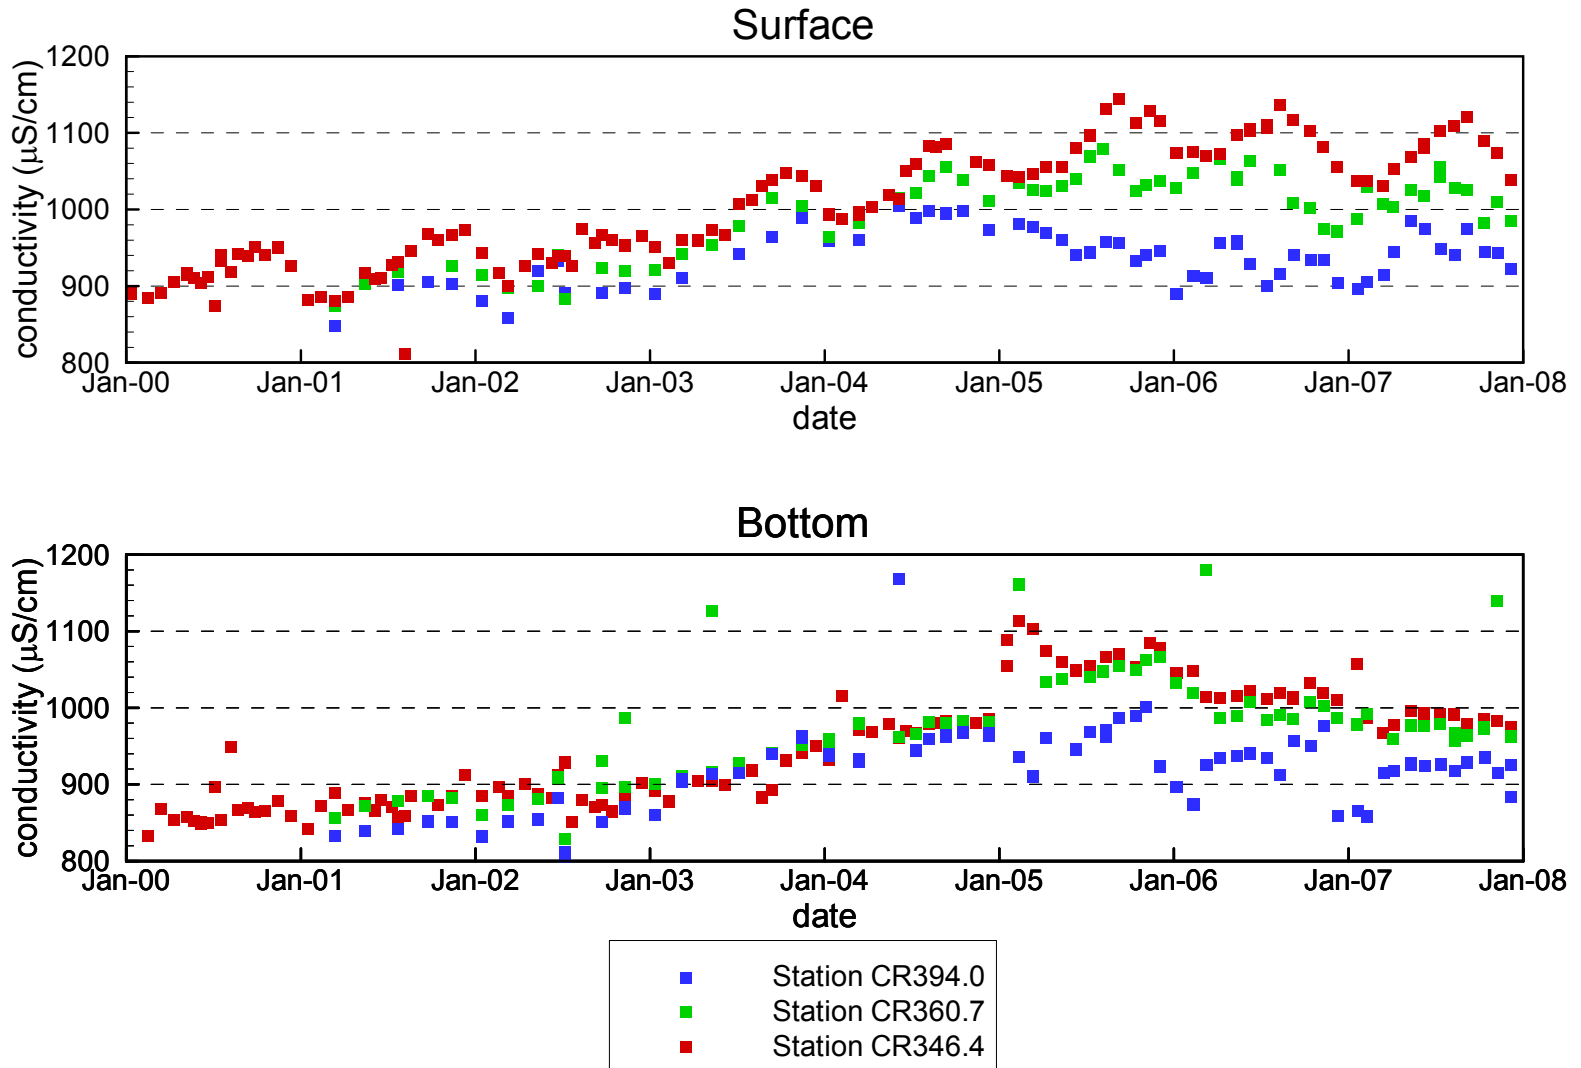 Surface
conductivity (μS/cm)
1200
1100
1000
900
800
Jan-00 Jan-01 Jan-02 Jan-03 Jan-04 Jan-05 Jan-06 Jan-07 Jan-08
date
Bottom
conductivity (μS/cm)
1200
1100
1000
900
800
Jan-00 Jan-01 Jan-02 Jan-03 Jan-04 Jan-05 Jan-06 Jan-07 Jan-08
date
Station CR394.0
Station CR360.7
Station CR346.4